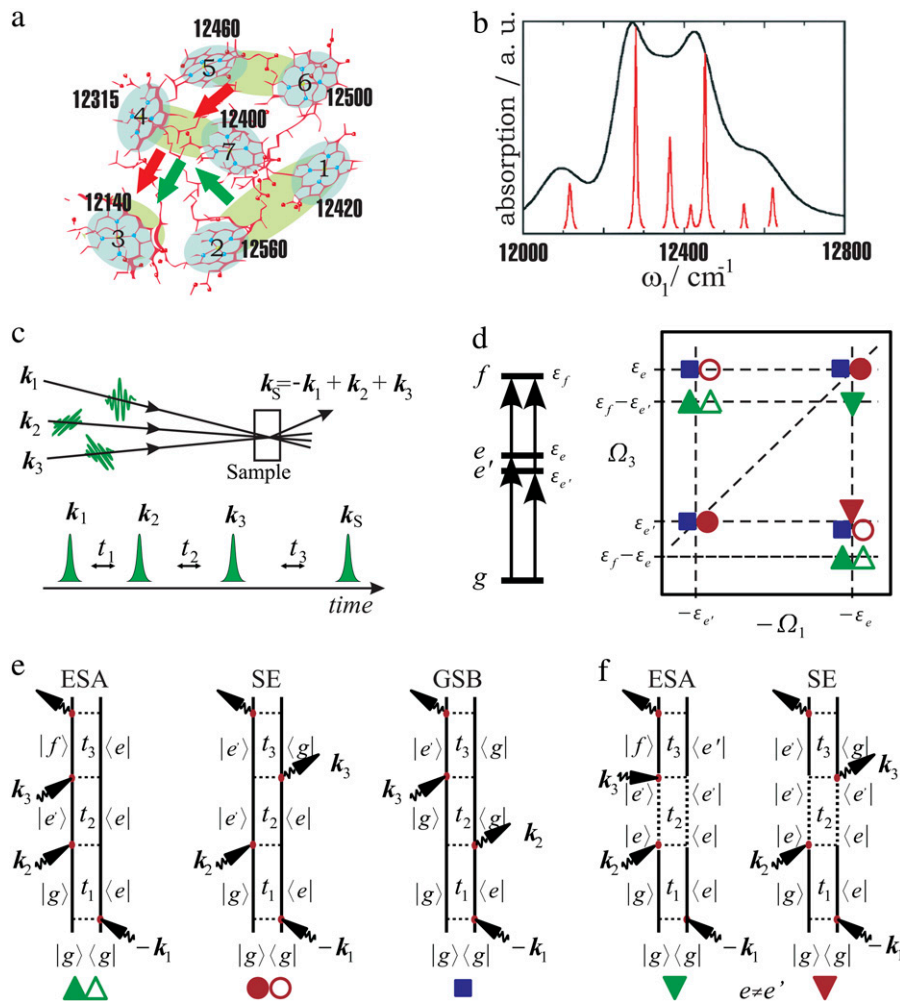 a
12460
5
6
12315
12500
4
12400
7
1
12140
12420
3
2
12560
b
absorption / a. u.
12000 12400 12800
ω₁/ cm⁻¹
c
k₁
k₂
k₃
kₛ=-k₁ + k₂ + k₃
Sample
k₁ k₂ k₃ kₛ
t₁ t₂ t₃
time
d
f εf
e εe
e' εe'
g
εe
εf−εe'
Ω₃
εe'
εf−εe
−εe' −Ω₁ −εe
e
ESA SE GSB
|f⟩ t₃ ⟨e| |e'⟩ t₃ ⟨g| |g⟩ t₃ ⟨g|
k₃ k₃ k₃
|e'⟩ t₂ ⟨e| |e'⟩ t₂ ⟨e| |g⟩ t₂ ⟨g|
k₂ k₂ k₂
|g⟩ t₁ ⟨e| |g⟩ t₁ ⟨e| |g⟩ t₁ ⟨e|
-k₁ -k₁ -k₁
|g⟩⟨g| |g⟩⟨g| |g⟩⟨g|
f
ESA SE
|f⟩ t₃ ⟨e'| |e'⟩ t₃ ⟨g|
k₃ k₃
|e'⟩ ⟨e'| |e'⟩ ⟨e'|
t₂ t₂
|e⟩ ⟨e| |e⟩ ⟨e|
k₂ k₂
|g⟩ t₁ ⟨e| |g⟩ t₁ ⟨e|
-k₁ -k₁
|g⟩⟨g| |g⟩⟨g|
e≠e'